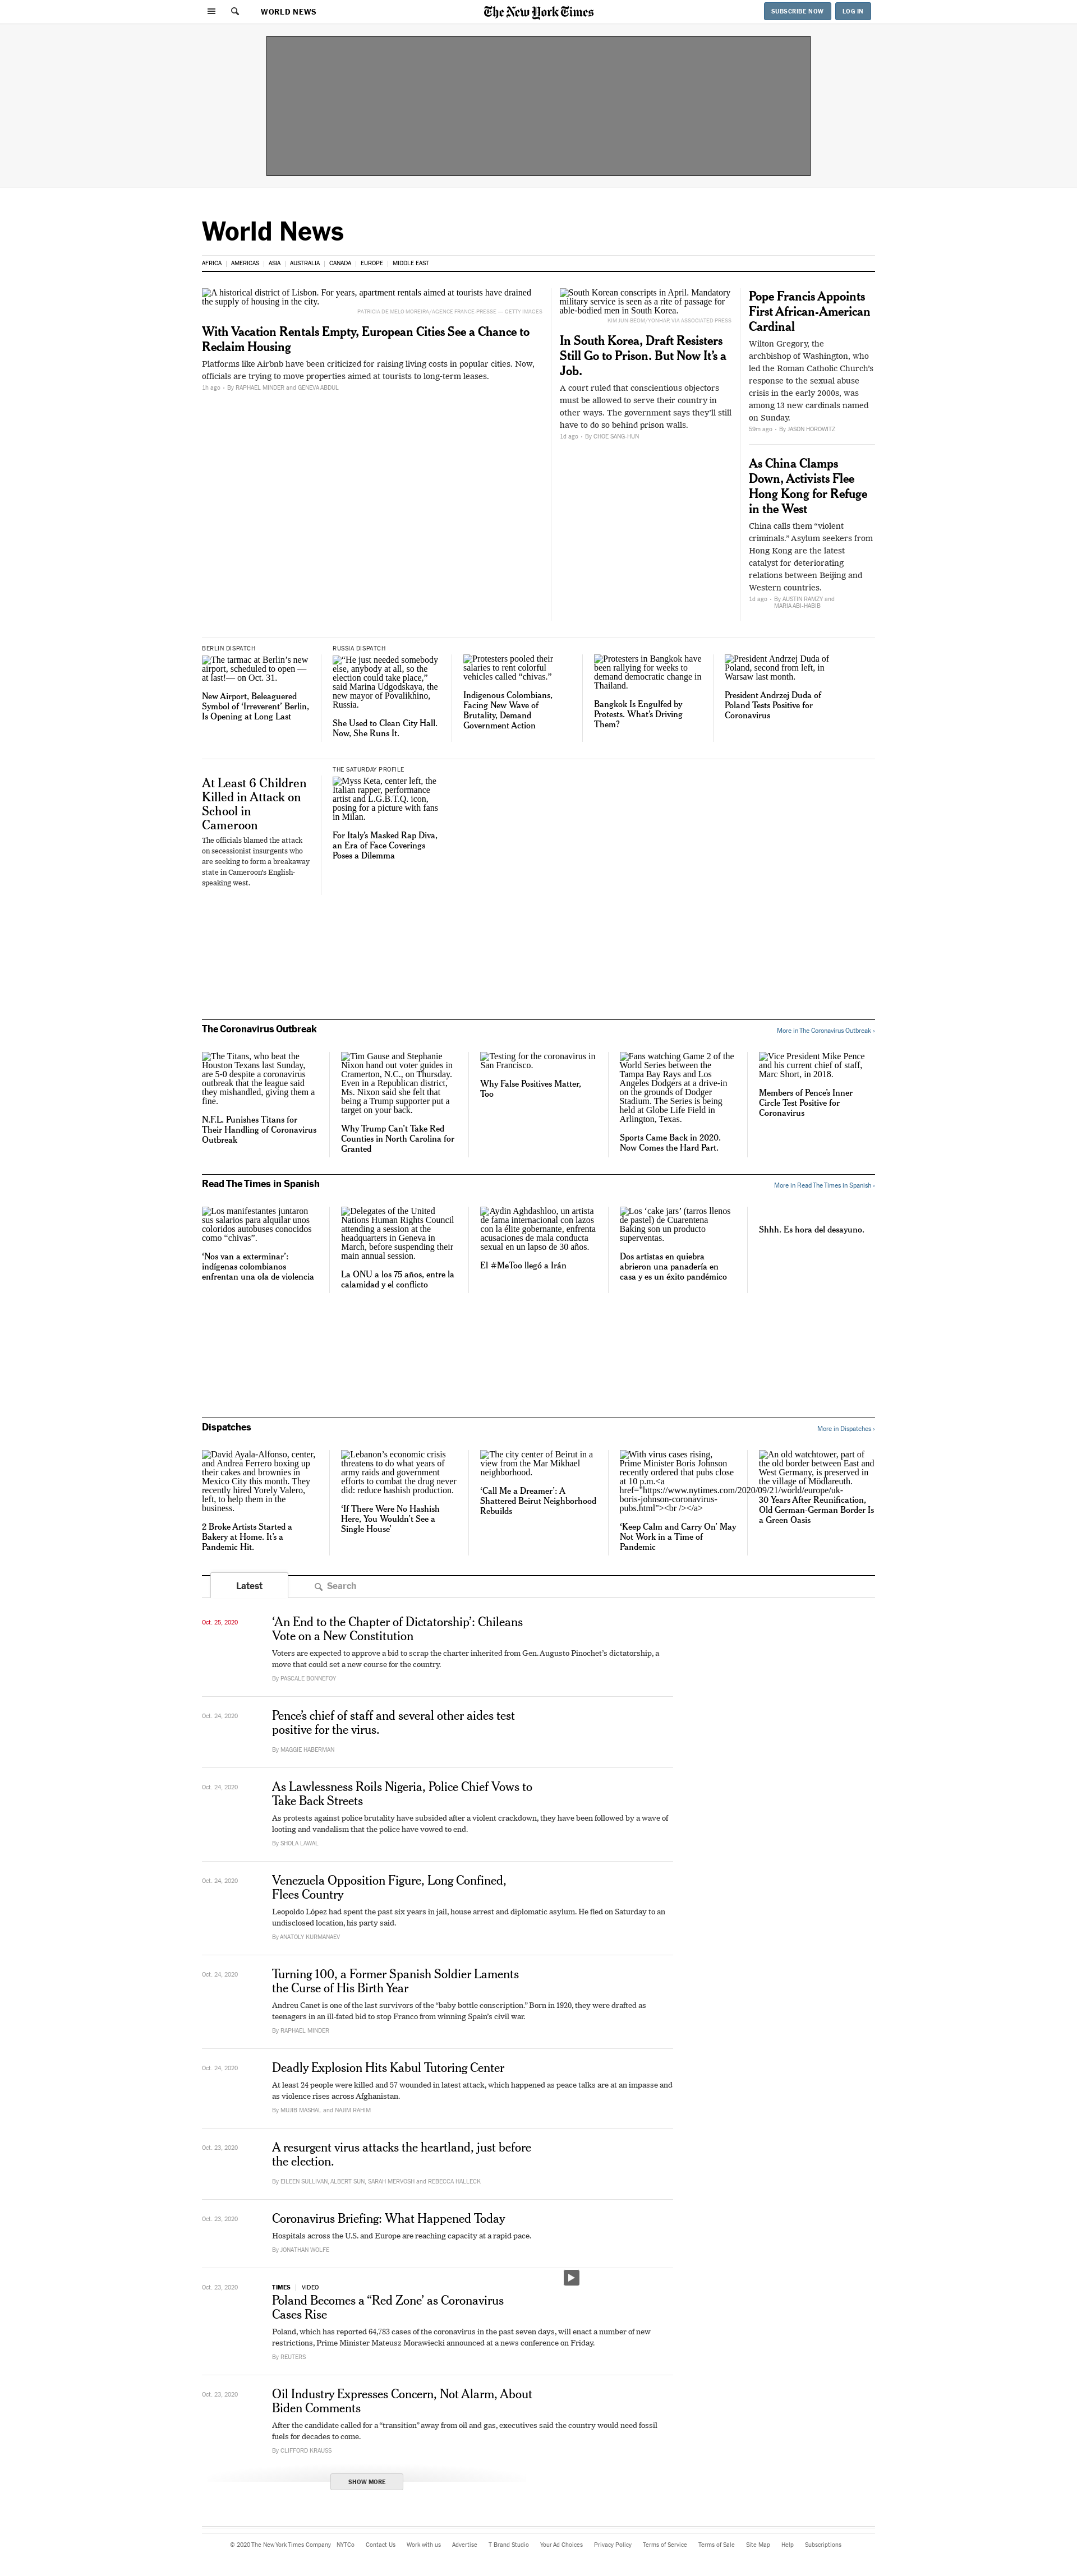 WORLD NEWS
The New York Times
SUBSCRIBE NOW
LOG IN
World News
AFRICA
AMERICAS
ASIA
AUSTRALIA
CANADA
EUROPE
MIDDLE EAST
A historical district of Lisbon. For years, apartment rentals aimed at tourists have drained
the supply of housing in the city.
PATRICIA DE MELO MOREIRA/AGENCE FRANCE-PRESSE — GETTY IMAGES
With Vacation Rentals Empty, European Cities See a Chance to
Reclaim Housing
Platforms like Airbnb have been criticized for raising living costs in popular cities. Now,
officials are trying to move properties aimed at tourists to long-term leases.
1h ago · By RAPHAEL MINDER and GENEVA ABDUL
South Korean conscripts in April. Mandatory
military service is seen as a rite of passage for
able-bodied men in South Korea.
KIM JUN-BEOM/YONHAP, VIA ASSOCIATED PRESS
In South Korea, Draft Resisters
Still Go to Prison. But Now It’s a
Job.
A court ruled that conscientious objectors
must be allowed to serve their country in
other ways. The government says they’ll still
have to do so behind prison walls.
1d ago · By CHOE SANG-HUN
Pope Francis Appoints
First African-American
Cardinal
Wilton Gregory, the
archbishop of Washington, who
led the Roman Catholic Church’s
response to the sexual abuse
crisis in the early 2000s, was
among 13 new cardinals named
on Sunday.
59m ago · By JASON HOROWITZ
As China Clamps
Down, Activists Flee
Hong Kong for Refuge
in the West
China calls them “violent
criminals.” Asylum seekers from
Hong Kong are the latest
catalyst for deteriorating
relations between Beijing and
Western countries.
1d ago · By AUSTIN RAMZY and
MARIA ABI-HABIB
BERLIN DISPATCH
The tarmac at Berlin’s new
airport, scheduled to open —
at last!— on Oct. 31.
New Airport, Beleaguered
Symbol of ‘Irreverent’ Berlin,
Is Opening at Long Last
RUSSIA DISPATCH
“He just needed somebody
else, anybody at all, so the
election could take place,”
said Marina Udgodskaya, the
new mayor of Povalikhino,
Russia.
She Used to Clean City Hall.
Now, She Runs It.
Protesters pooled their
salaries to rent colorful
vehicles called “chivas.”
Indigenous Colombians,
Facing New Wave of
Brutality, Demand
Government Action
Protesters in Bangkok have
been rallying for weeks to
demand democratic change in
Thailand.
Bangkok Is Engulfed by
Protests. What’s Driving
Them?
President Andrzej Duda of
Poland, second from left, in
Warsaw last month.
President Andrzej Duda of
Poland Tests Positive for
Coronavirus
At Least 6 Children
Killed in Attack on
School in
Cameroon
The officials blamed the attack
on secessionist insurgents who
are seeking to form a breakaway
state in Cameroon’s English-
speaking west.
THE SATURDAY PROFILE
Myss Keta, center left, the
Italian rapper, performance
artist and L.G.B.T.Q. icon,
posing for a picture with fans
in Milan.
For Italy’s Masked Rap Diva,
an Era of Face Coverings
Poses a Dilemma
The Coronavirus Outbreak
More in The Coronavirus Outbreak ›
The Titans, who beat the
Houston Texans last Sunday,
are 5-0 despite a coronavirus
outbreak that the league said
they mishandled, giving them a
fine.
N.F.L. Punishes Titans for
Their Handling of Coronavirus
Outbreak
Tim Gause and Stephanie
Nixon hand out voter guides in
Cramerton, N.C., on Thursday.
Even in a Republican district,
Ms. Nixon said she felt that
being a Trump supporter put a
target on your back.
Why Trump Can’t Take Red
Counties in North Carolina for
Granted
Testing for the coronavirus in
San Francisco.
Why False Positives Matter,
Too
Fans watching Game 2 of the
World Series between the
Tampa Bay Rays and Los
Angeles Dodgers at a drive-in
on the grounds of Dodger
Stadium. The Series is being
held at Globe Life Field in
Arlington, Texas.
Sports Came Back in 2020.
Now Comes the Hard Part.
Vice President Mike Pence
and his current chief of staff,
Marc Short, in 2018.
Members of Pence’s Inner
Circle Test Positive for
Coronavirus
Read The Times in Spanish
More in Read The Times in Spanish ›
Los manifestantes juntaron
sus salarios para alquilar unos
coloridos autobuses conocidos
como “chivas”.
‘Nos van a exterminar’:
indígenas colombianos
enfrentan una ola de violencia
Delegates of the United
Nations Human Rights Council
attending a session at the
headquarters in Geneva in
March, before suspending their
main annual session.
La ONU a los 75 años, entre la
calamidad y el conflicto
Aydin Aghdashloo, un artista
de fama internacional con lazos
con la élite gobernante, enfrenta
acusaciones de mala conducta
sexual en un lapso de 30 años.
El #MeToo llegó a Irán
Los ‘cake jars’ (tarros llenos
de pastel) de Cuarentena
Baking son un producto
superventas.
Dos artistas en quiebra
abrieron una panadería en
casa y es un éxito pandémico
Shhh. Es hora del desayuno.
Dispatches
More in Dispatches ›
David Ayala-Alfonso, center,
and Andrea Ferrero boxing up
their cakes and brownies in
Mexico City this month. They
recently hired Yorely Valero,
left, to help them in the
business.
2 Broke Artists Started a
Bakery at Home. It’s a
Pandemic Hit.
Lebanon’s economic crisis
threatens to do what years of
army raids and government
efforts to combat the drug never
did: reduce hashish production.
‘If There Were No Hashish
Here, You Wouldn’t See a
Single House’
The city center of Beirut in a
view from the Mar Mikhael
neighborhood.
‘Call Me a Dreamer’: A
Shattered Beirut Neighborhood
Rebuilds
With virus cases rising,
Prime Minister Boris Johnson
recently ordered that pubs close
at 10 p.m.<a
href="https://www.nytimes.com/2020/09/21/world/europe/uk-
boris-johnson-coronavirus-
pubs.html"><br /></a>
‘Keep Calm and Carry On’ May
Not Work in a Time of
Pandemic
An old watchtower, part of
the old border between East and
West Germany, is preserved in
the village of Mödlareuth.
30 Years After Reunification,
Old German-German Border Is
a Green Oasis
Latest
Search
Oct. 25, 2020
‘An End to the Chapter of Dictatorship’: Chileans
Vote on a New Constitution
Voters are expected to approve a bid to scrap the charter inherited from Gen. Augusto Pinochet’s dictatorship, a
move that could set a new course for the country.
By PASCALE BONNEFOY
Oct. 24, 2020
Pence’s chief of staff and several other aides test
positive for the virus.
By MAGGIE HABERMAN
Oct. 24, 2020
As Lawlessness Roils Nigeria, Police Chief Vows to
Take Back Streets
As protests against police brutality have subsided after a violent crackdown, they have been followed by a wave of
looting and vandalism that the police have vowed to end.
By SHOLA LAWAL
Oct. 24, 2020
Venezuela Opposition Figure, Long Confined,
Flees Country
Leopoldo López had spent the past six years in jail, house arrest and diplomatic asylum. He fled on Saturday to an
undisclosed location, his party said.
By ANATOLY KURMANAEV
Oct. 24, 2020
Turning 100, a Former Spanish Soldier Laments
the Curse of His Birth Year
Andreu Canet is one of the last survivors of the “baby bottle conscription.” Born in 1920, they were drafted as
teenagers in an ill-fated bid to stop Franco from winning Spain’s civil war.
By RAPHAEL MINDER
Oct. 24, 2020
Deadly Explosion Hits Kabul Tutoring Center
At least 24 people were killed and 57 wounded in latest attack, which happened as peace talks are at an impasse and
as violence rises across Afghanistan.
By MUJIB MASHAL and NAJIM RAHIM
Oct. 23, 2020
A resurgent virus attacks the heartland, just before
the election.
By EILEEN SULLIVAN, ALBERT SUN, SARAH MERVOSH and REBECCA HALLECK
Oct. 23, 2020
Coronavirus Briefing: What Happened Today
Hospitals across the U.S. and Europe are reaching capacity at a rapid pace.
By JONATHAN WOLFE
Oct. 23, 2020
TIMES | VIDEO
Poland Becomes a “Red Zone’ as Coronavirus
Cases Rise
Poland, which has reported 64,783 cases of the coronavirus in the past seven days, will enact a number of new
restrictions, Prime Minister Mateusz Morawiecki announced at a news conference on Friday.
By REUTERS
Oct. 23, 2020
Oil Industry Expresses Concern, Not Alarm, About
Biden Comments
After the candidate called for a “transition” away from oil and gas, executives said the country would need fossil
fuels for decades to come.
By CLIFFORD KRAUSS
SHOW MORE
© 2020 The New York Times Company
NYTCo
Contact Us
Work with us
Advertise
T Brand Studio
Your Ad Choices
Privacy Policy
Terms of Service
Terms of Sale
Site Map
Help
Subscriptions